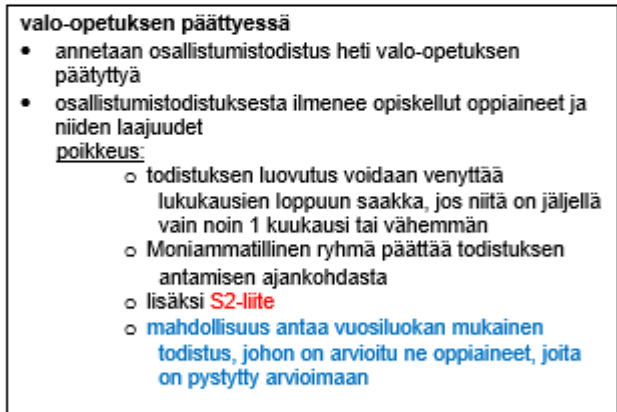 valo-opetuksen päättyessä
• annetaan osallistumistodistus heti valo-opetuksen
päätyttyä
• osallistumistodistuksesta ilmenee opiskellut oppiaineet ja
niiden laajuudet
poikkeus:
o todistuksen luovutus voidaan venyttää
lukukausien loppuun saakka, jos niitä on jäljellä
vain noin 1 kuukausi tai vähemmän
o Moniammatillinen ryhmä päättää todistuksen
antamisen ajankohdasta
o lisäksi S2-liite
o mahdollisuus antaa vuosiluokan mukainen
todistus, johon on arvioitu ne oppiaineet, joita
on pystytty arvioimaan